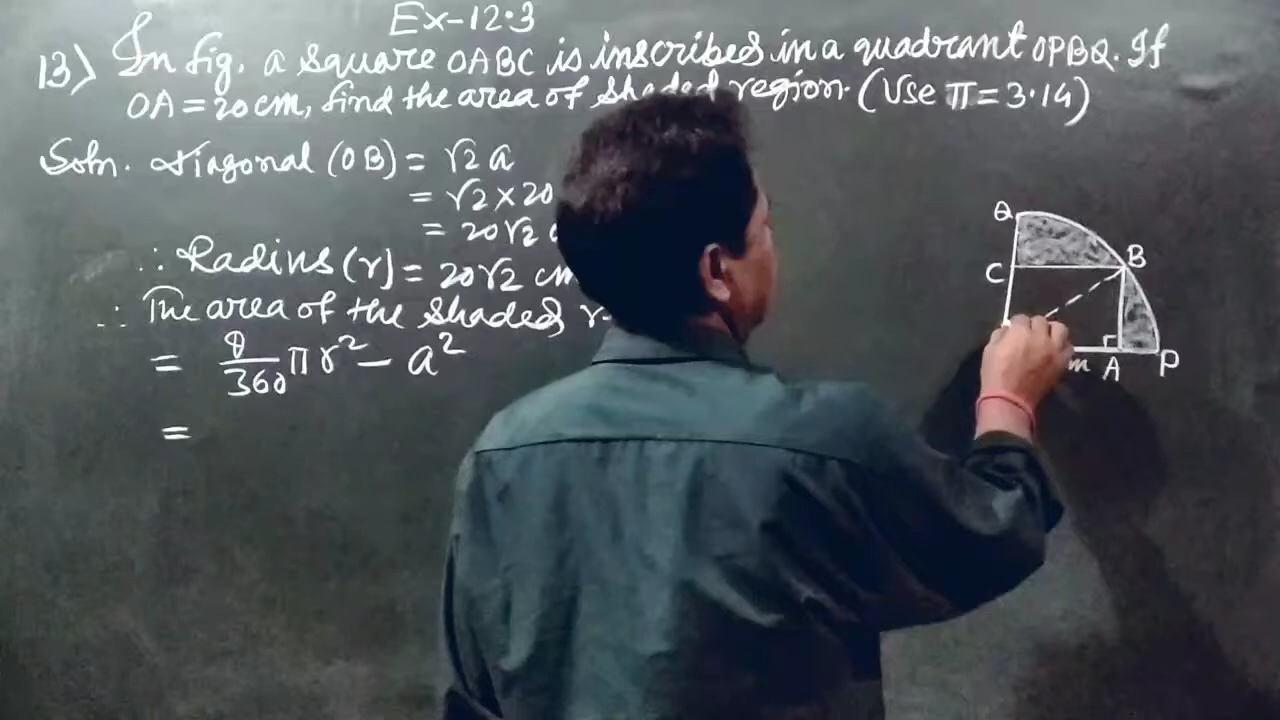 Ex-12.3
13) In fig. a square OABC is inscribed in a quadrant OPBQ. If
OA = 20 cm, find the area of shaded region. (Use π = 3.14)
Soln. Diagonal (OB) = √2 a
= √2 × 20
= 20√2
∴ Radius (r) = 20√2 cm
∴ The area of the shaded
= θ/360 πr² - a²
=
Q
B
C
A
P